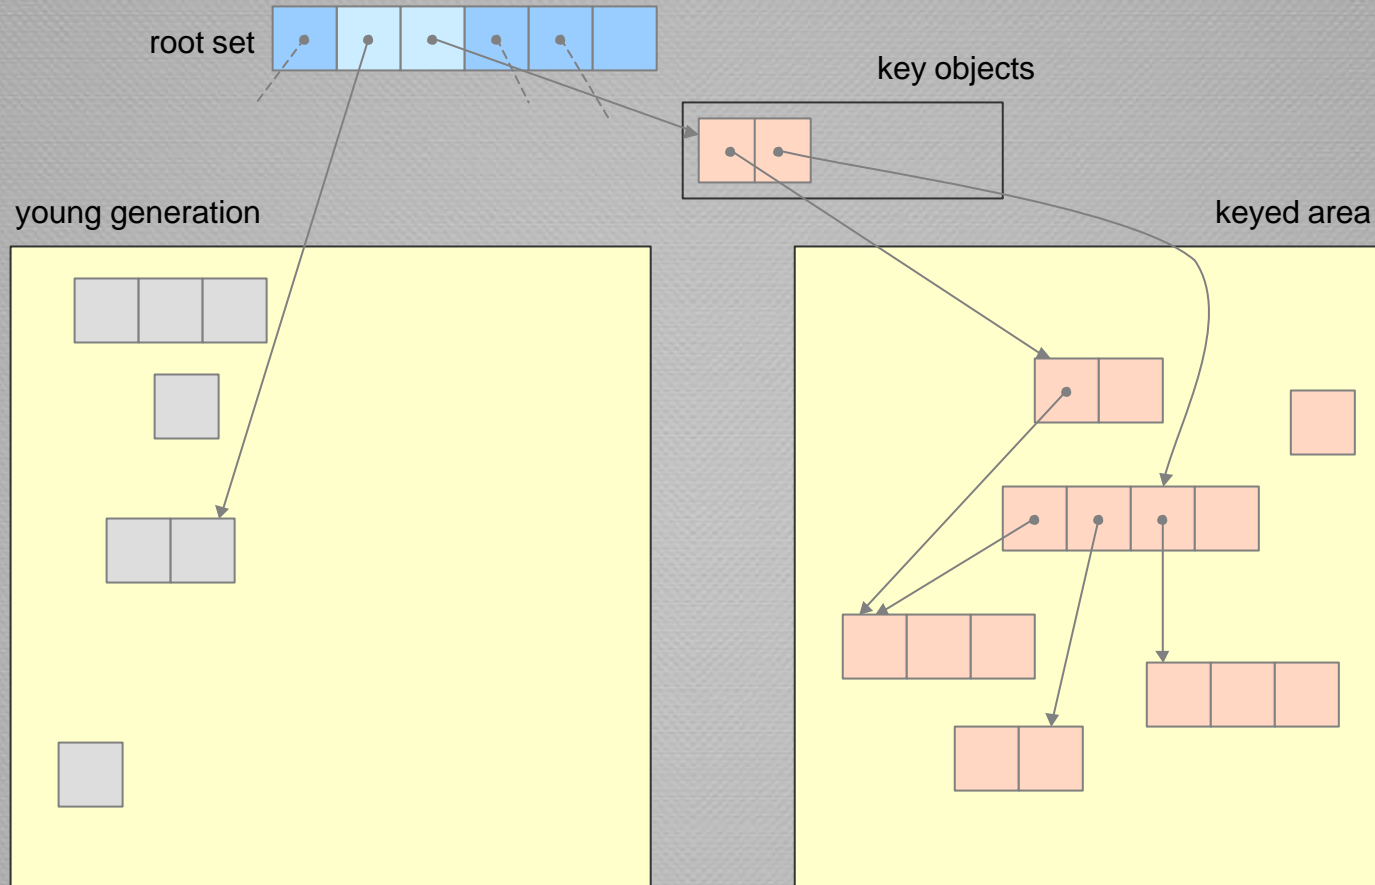 root set
key objects
young generation
keyed area